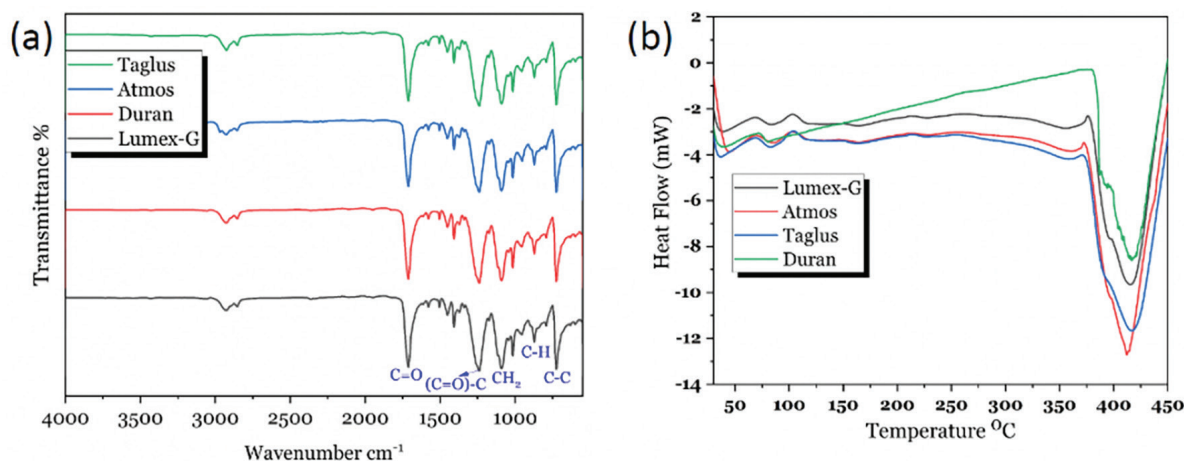 (a)
Taglus
Atmos
Duran
Lumex-G
Transmittance %
C=O
(C=O)-C
CH₂
C-H
C-C
4000 3500 3000 2500 2000 1500 1000
Wavenumber cm⁻¹
(b)
2
0
-2
-4
-6
-8
-10
-12
-14
Heat Flow (mW)
Lumex-G
Atmos
Taglus
Duran
50 100 150 200 250 300 350 400 450
Temperature ᴼC